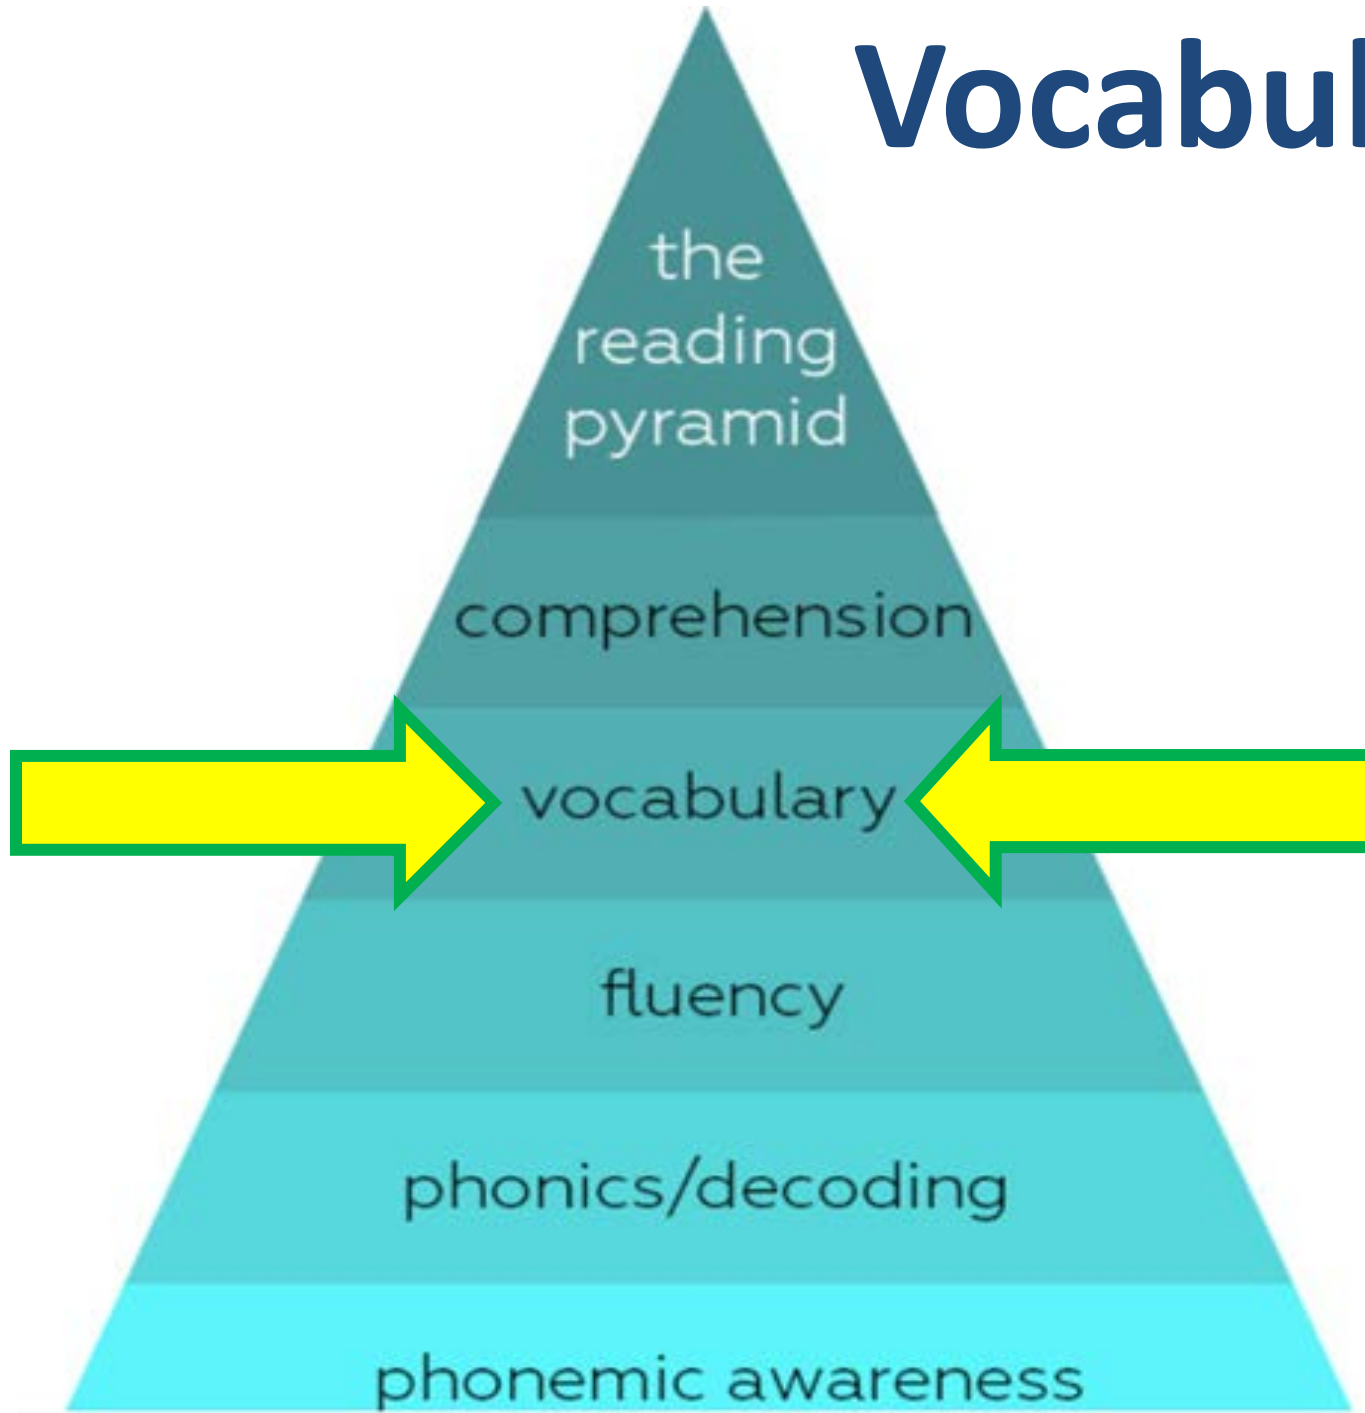 Vocabul
the
reading
pyramid
comprehension
vocabulary
fluency
phonics/decoding
phonemic awareness